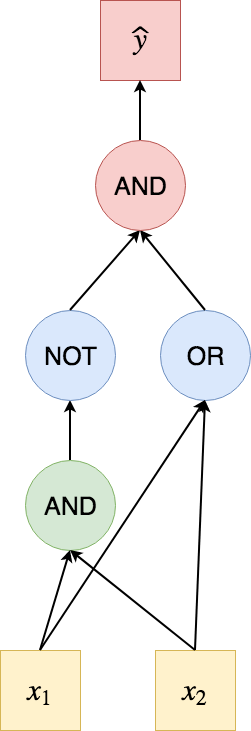 ŷ
AND
NOT OR
AND
x₁ x₂